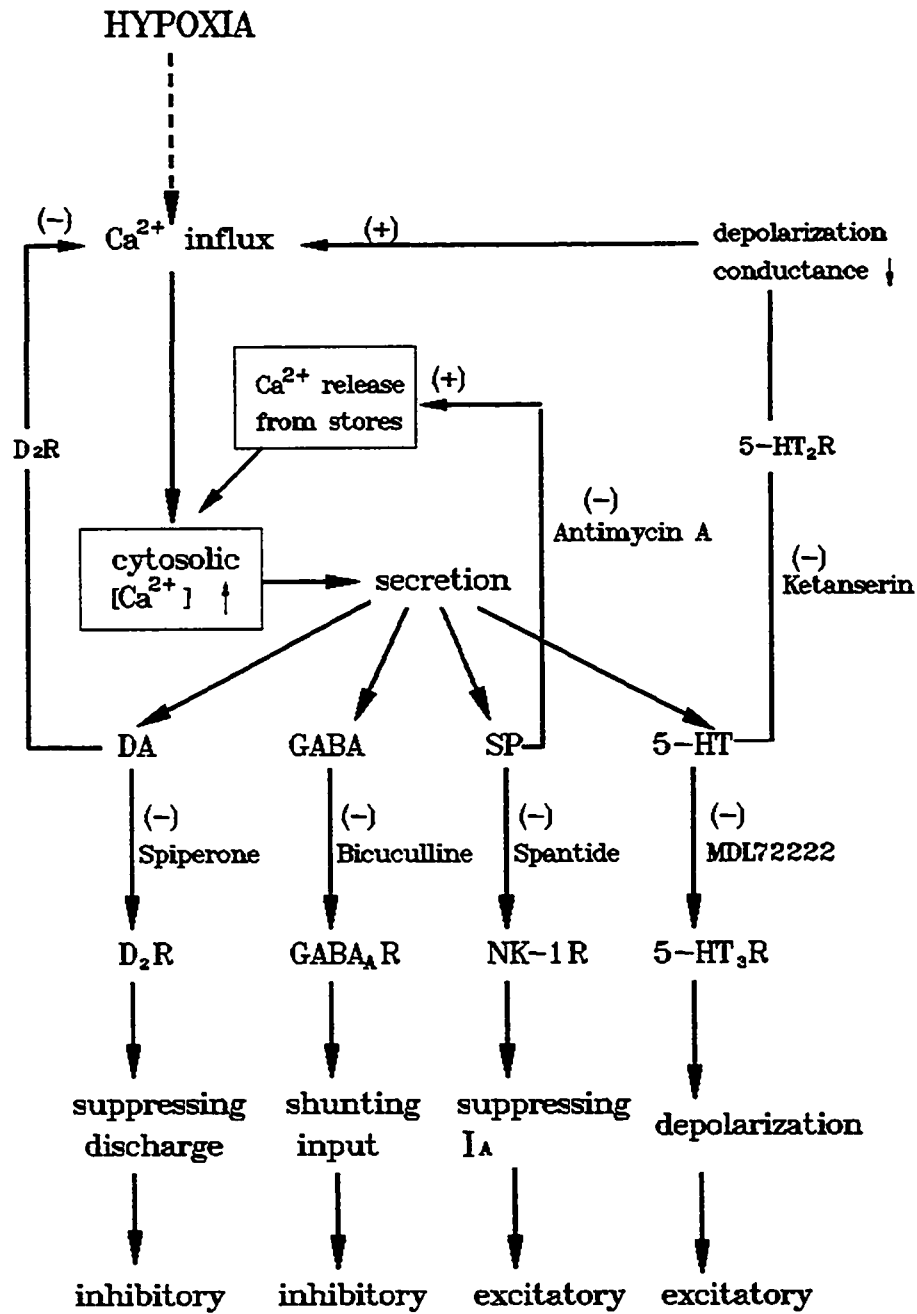 HYPOXIA
(-)
Ca²⁺ influx
(+)
depolarization
conductance ↓
Ca²⁺ release
from stores
(+)
D₂R
5-HT₂R
(-)
Antimycin A
cytosolic
[Ca²⁺] ↑
secretion
(-)
Ketanserin
DA
GABA
SP
5-HT
(-)
Spiperone
(-)
Bicuculline
(-)
Spantide
(-)
MDL72222
D₂R
GABA_A R
NK-1R
5-HT₃R
suppressing
discharge
shunting
input
suppressing
I_A
depolarization
inhibitory
inhibitory
excitatory
excitatory